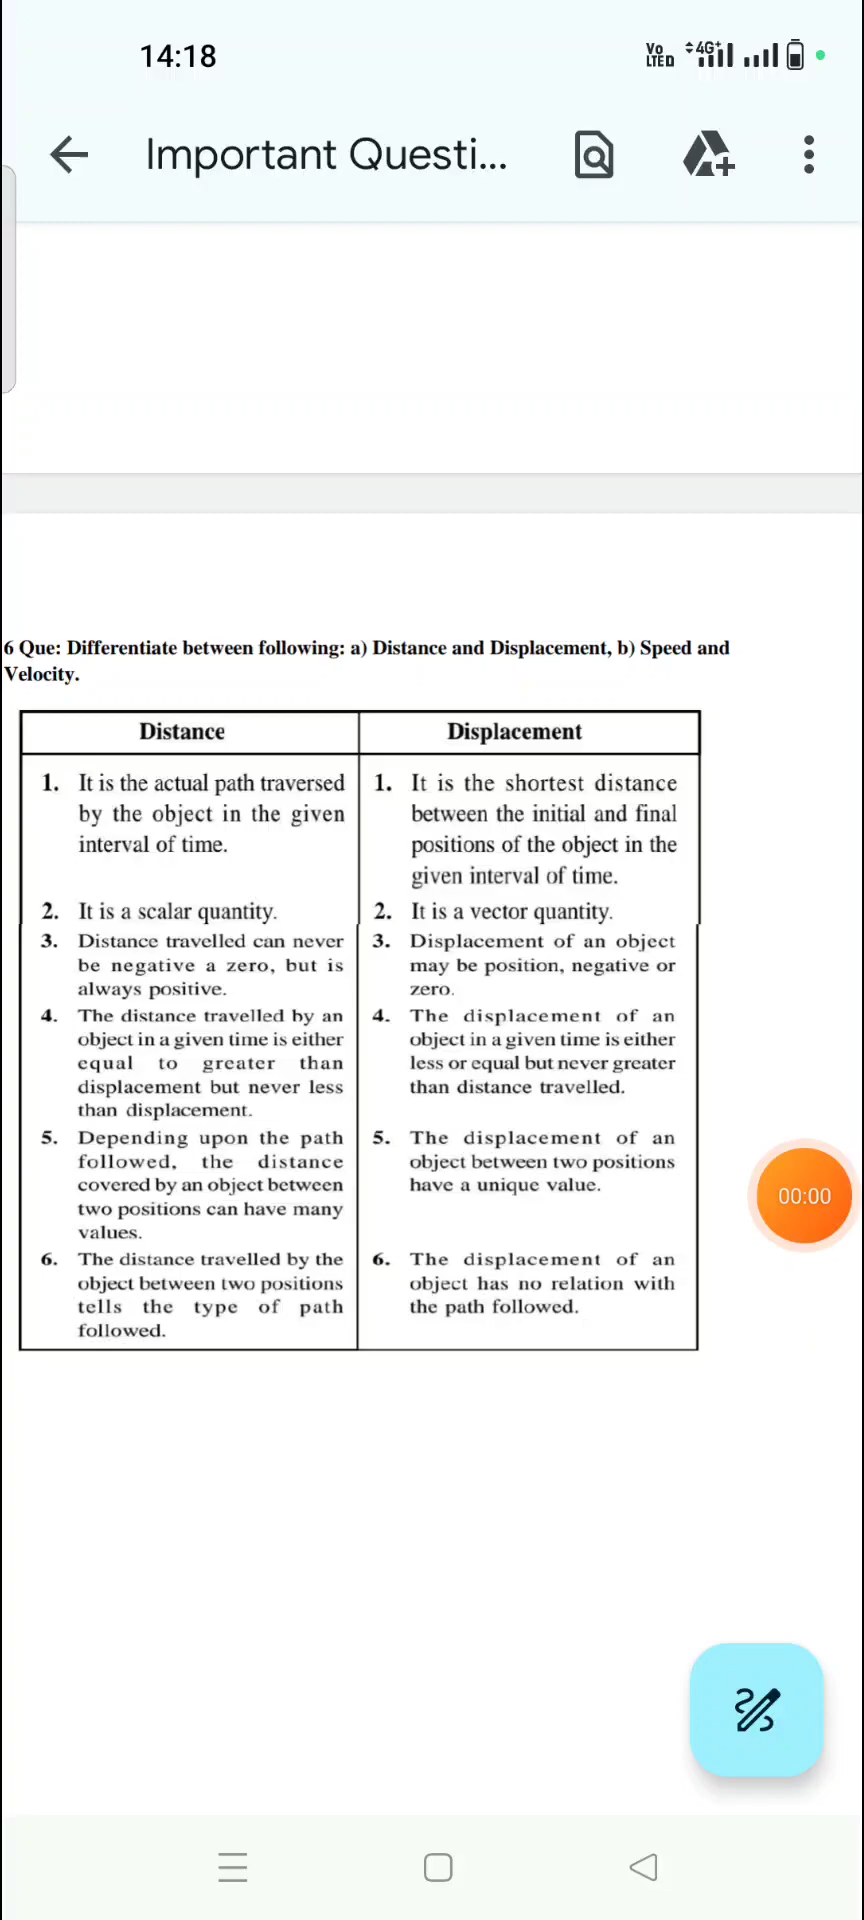 14:18
Vo LTED 4G+
Important Questi...
6 Que: Differentiate between following: a) Distance and Displacement, b) Speed and
Velocity.
Distance
1. It is the actual path traversed
by the object in the given
interval of time.
2. It is a scalar quantity.
3. Distance travelled can never
be negative a zero, but is
always positive.
4. The distance travelled by an
object in a given time is either
equal to greater than
displacement but never less
than displacement.
5. Depending upon the path
followed, the distance
covered by an object between
two positions can have many
values.
6. The distance travelled by the
object between two positions
tells the type of path
followed.
Displacement
1. It is the shortest distance
between the initial and final
positions of the object in the
given interval of time.
2. It is a vector quantity.
3. Displacement of an object
may be position, negative or
zero.
4. The displacement of an
object in a given time is either
less or equal but never greater
than distance travelled.
5. The displacement of an
object between two positions
have a unique value.
6. The displacement of an
object has no relation with
the path followed.
00:00